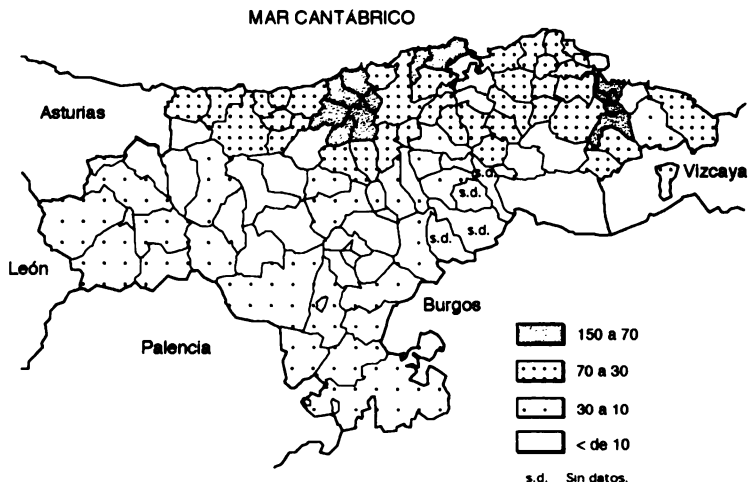 MAR CANTÁBRICO
Asturias
Vizcaya
s.d.
s.d.
s.d.
s.d.
León
Burgos
Palencia
150 a 70
70 a 30
30 a 10
< de 10
s.d. Sin datos.